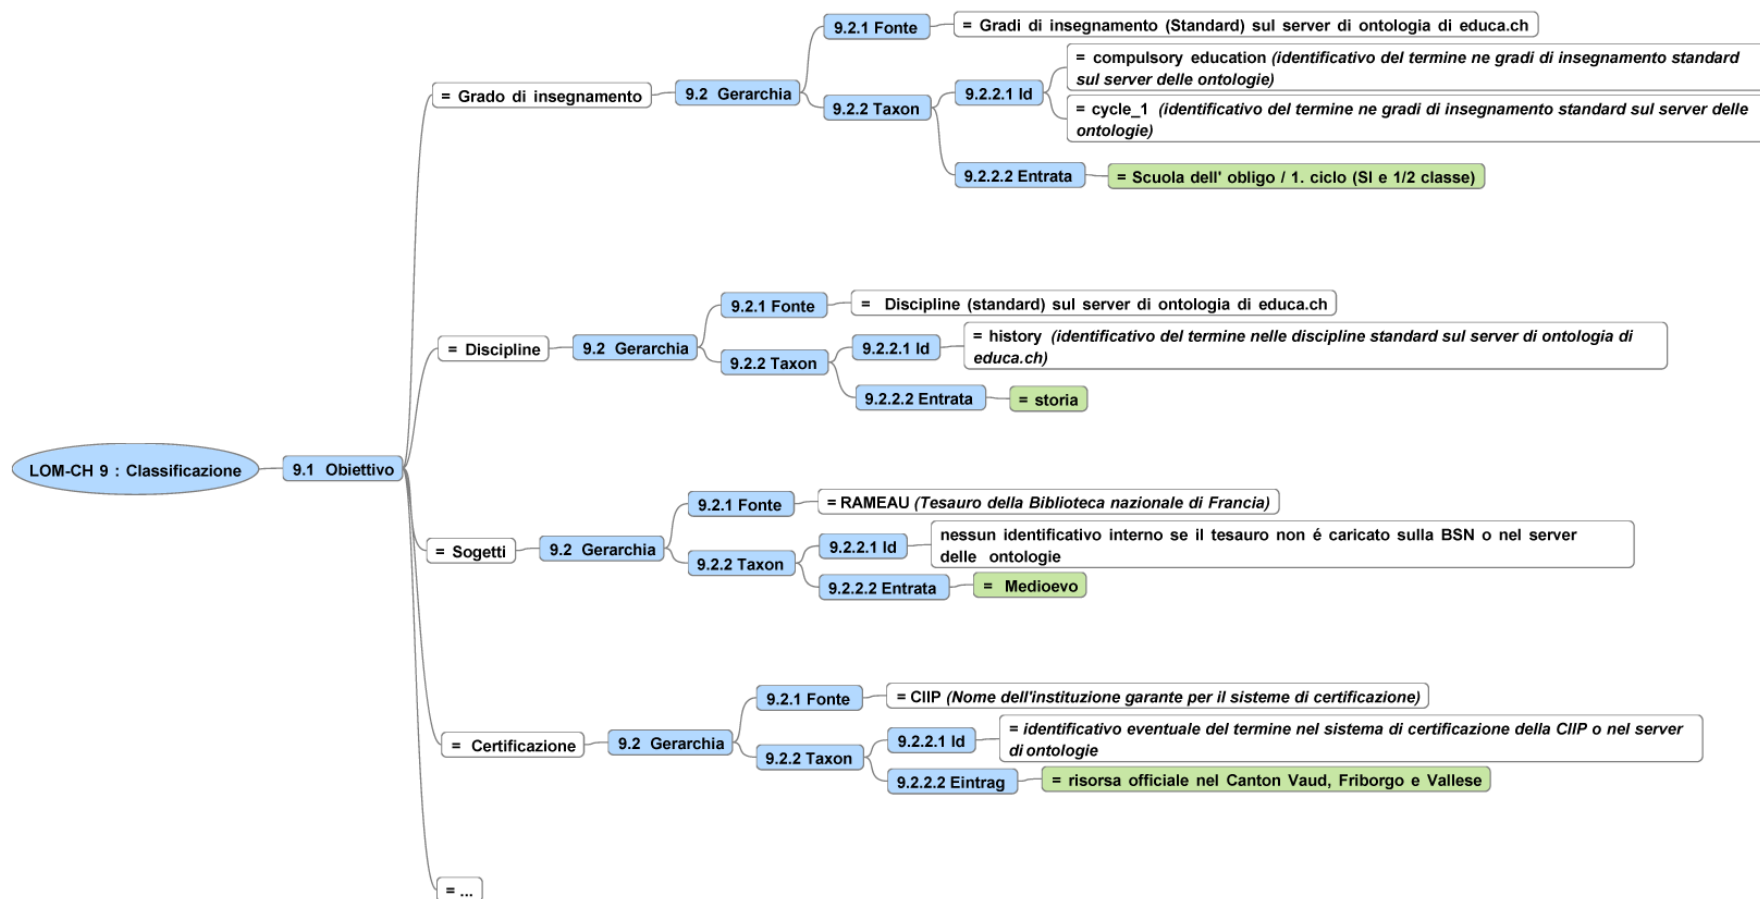 9.2.1 Fonte
= Gradi di insegnamento (Standard) sul server di ontologia di educa.ch
= Grado di insegnamento
9.2 Gerarchia
9.2.2 Taxon
9.2.2.1 Id
= compulsory education (identificativo del termine ne gradi di insegnamento standard
sul server delle ontologie)
= cycle_1 (identificativo del termine ne gradi di insegnamento standard sul server delle
ontologie)
9.2.2.2 Entrata
= Scuola dell' obligo / 1. ciclo (SI e 1/2 classe)
9.2.1 Fonte
= Discipline (standard) sul server di ontologia di educa.ch
= Discipline
9.2 Gerarchia
9.2.2 Taxon
9.2.2.1 Id
= history (identificativo del termine nelle discipline standard sul server di ontologia di
educa.ch)
9.2.2.2 Entrata
= storia
LOM-CH 9 : Classificazione
9.1 Obiettivo
9.2.1 Fonte
= RAMEAU (Tesauro della Biblioteca nazionale di Francia)
= Sogetti
9.2 Gerarchia
9.2.2 Taxon
9.2.2.1 Id
nessun identificativo interno se il tesauro non é caricato sulla BSN o nel server
delle ontologie
9.2.2.2 Entrata
= Medioevo
9.2.1 Fonte
= CIIP (Nome dell'instituzione garante per il sisteme di certificazione)
= Certificazione
9.2 Gerarchia
9.2.2 Taxon
9.2.2.1 Id
= identificativo eventuale del termine nel sistema di certificazione della CIIP o nel server
di ontologie
9.2.2.2 Eintrag
= risorsa officiale nel Canton Vaud, Friborgo e Vallese
= ...